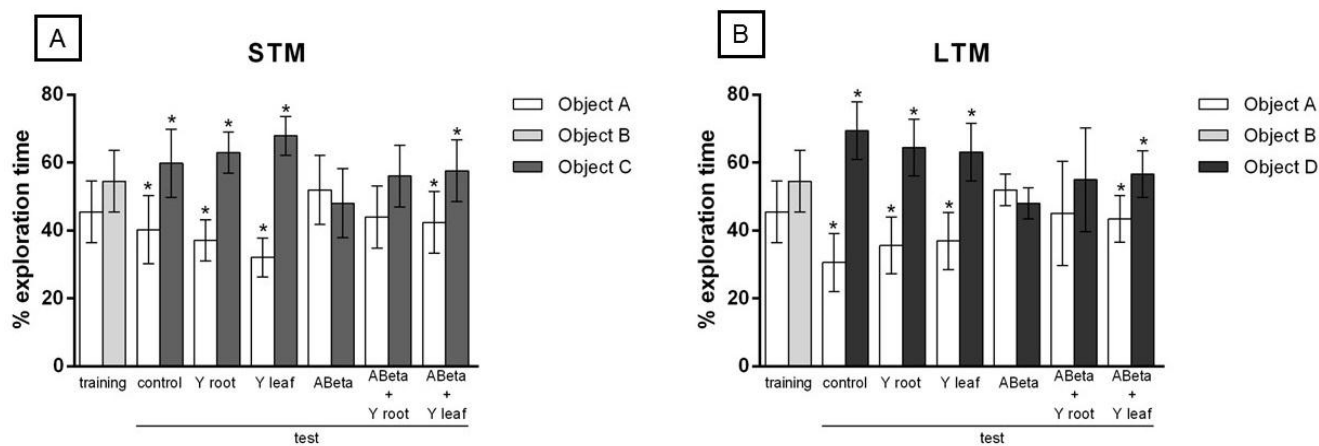 A
STM
% exploration time
80
60
40
20
0
* * * * * * * *
training control Y root Y leaf ABeta ABeta + Y root ABeta + Y leaf
test
Object A
Object B
Object C
B
LTM
% exploration time
80
60
40
20
0
* * * * * * * *
training control Y root Y leaf ABeta ABeta + Y root ABeta + Y leaf
test
Object A
Object B
Object D